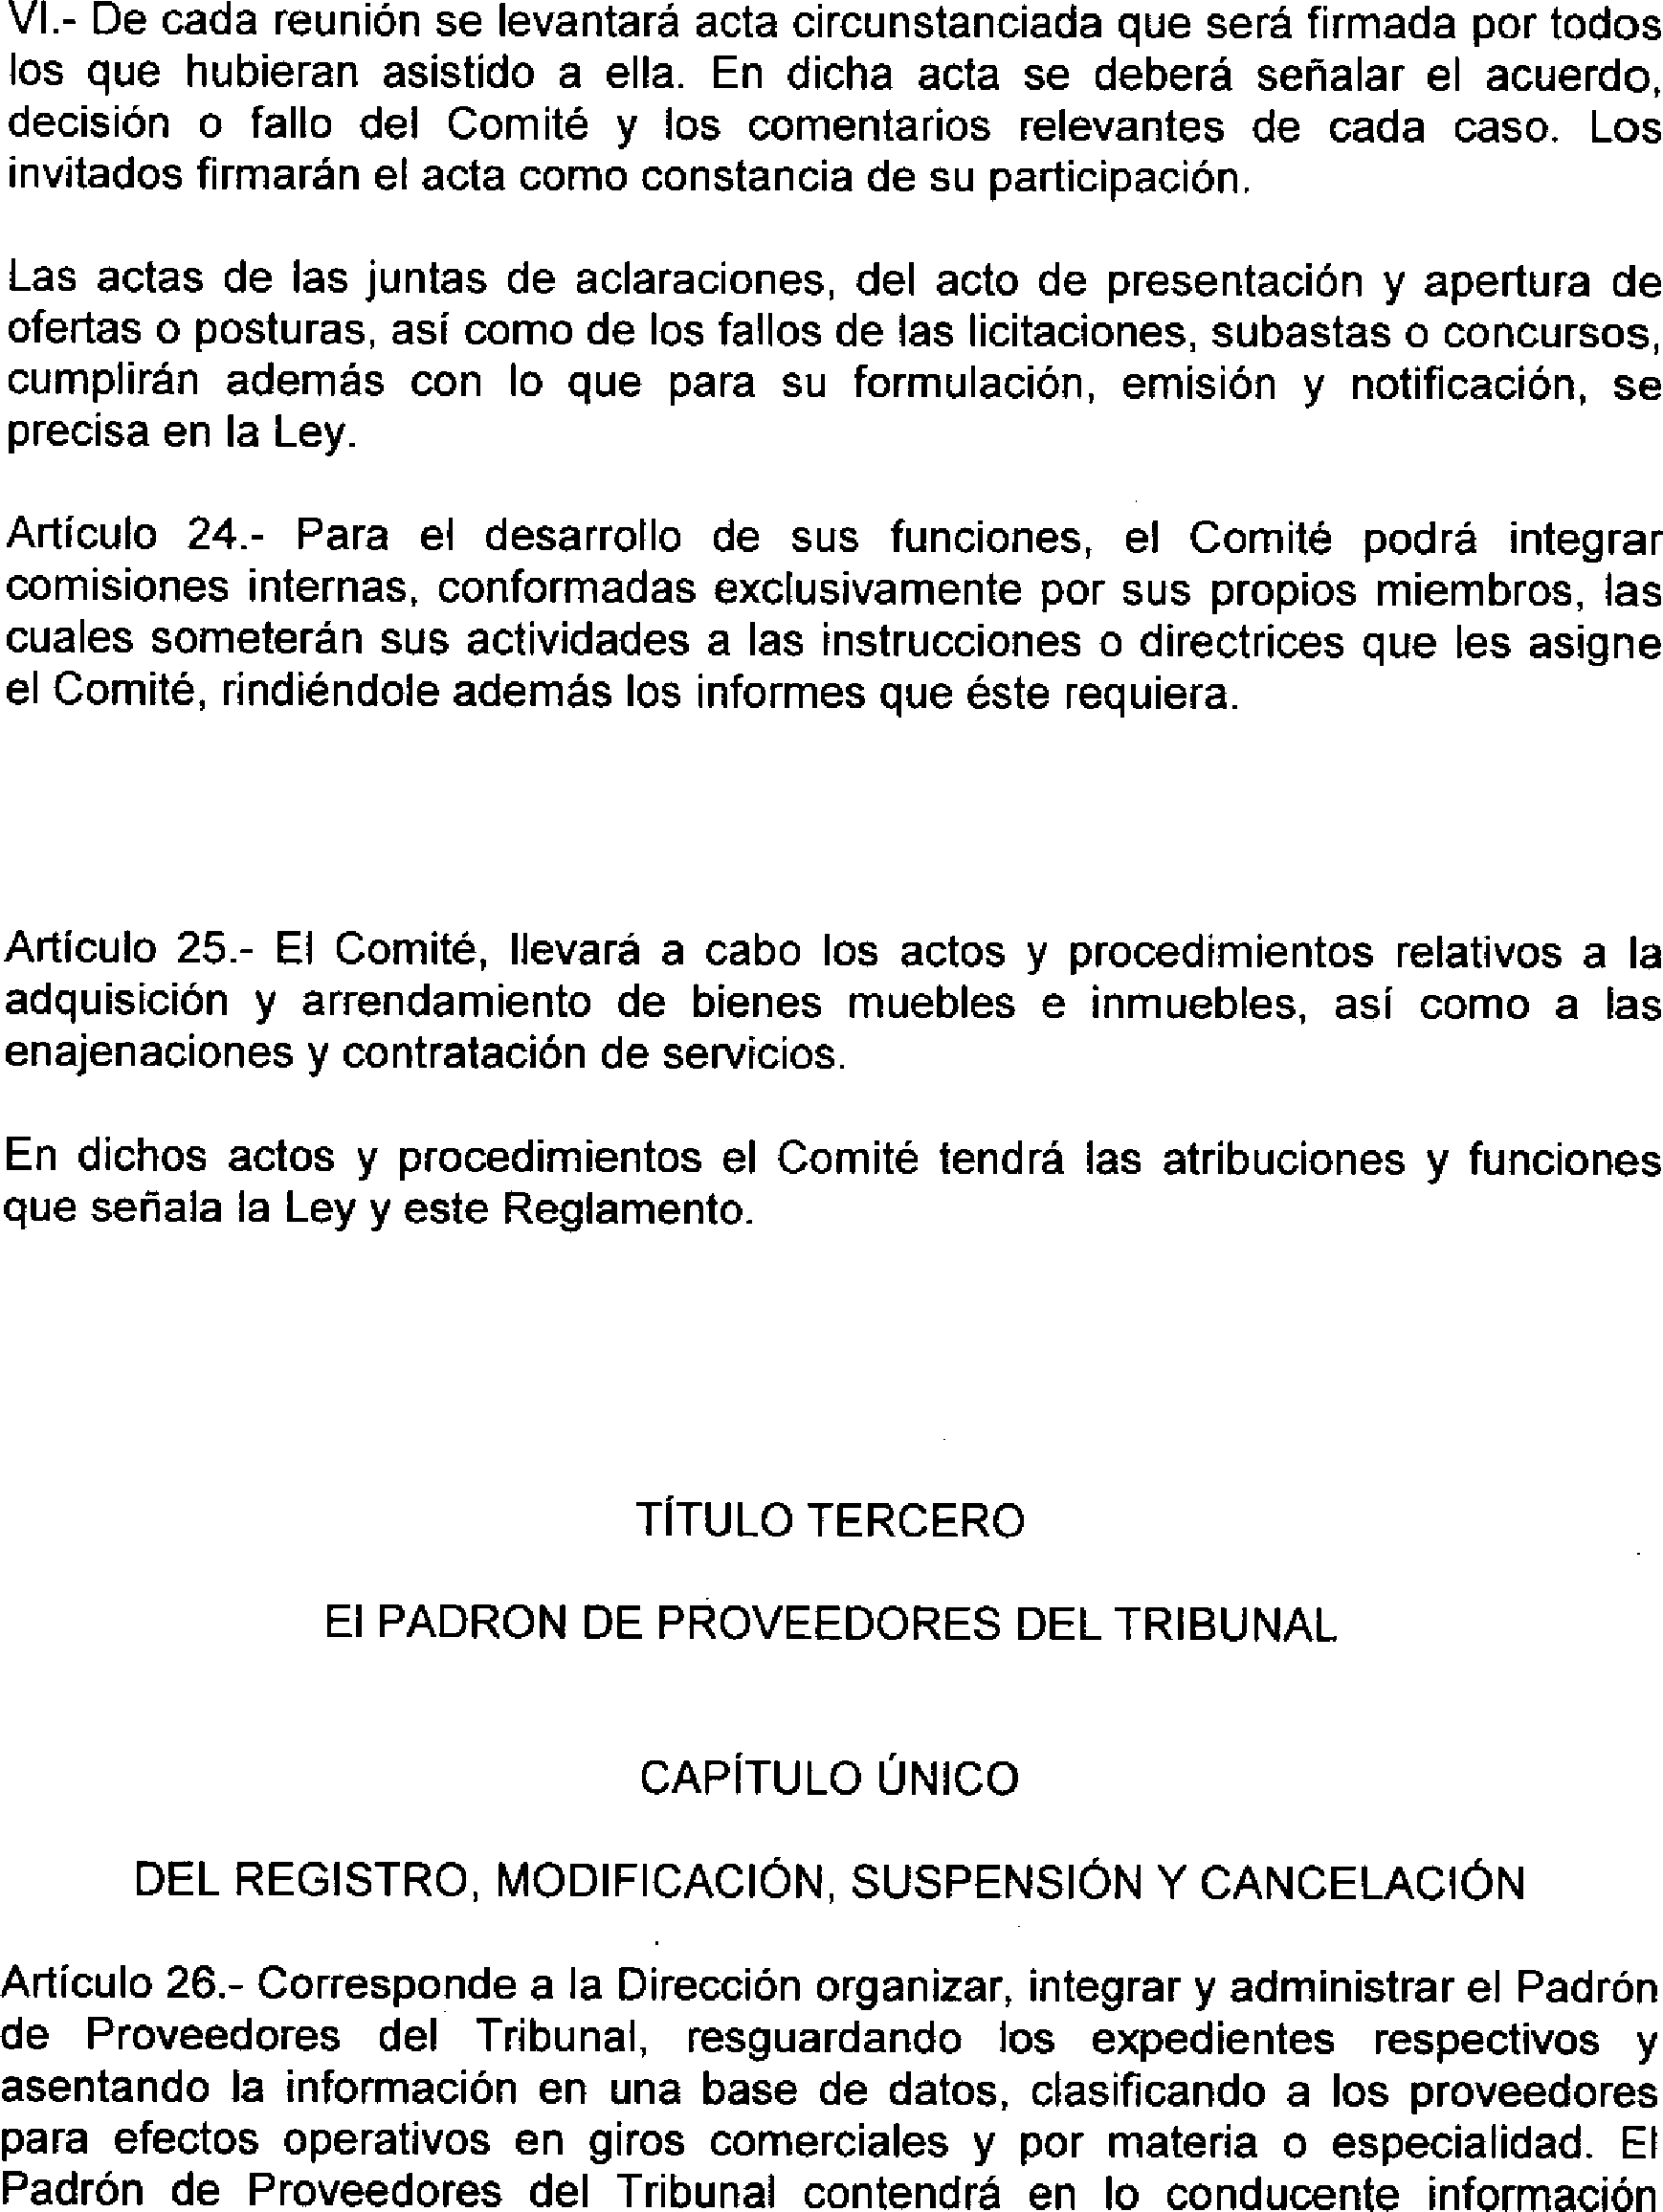 VI.- De cada reunión se levantará acta circunstanciada que será firmada por todos
los que hubieran asistido a ella. En dicha acta se deberá señalar el acuerdo,
decisión o fallo del Comité y los comentarios relevantes de cada caso. Los
invitados firmarán el acta como constancia de su participación.

Las actas de las juntas de aclaraciones, del acto de presentación y apertura de
ofertas o posturas, así como de los fallos de las licitaciones, subastas o concursos,
cumplirán además con lo que para su formulación, emisión y notificación, se
precisa en la Ley.

Artículo 24.- Para el desarrollo de sus funciones, el Comité podrá integrar
comisiones internas, conformadas exclusivamente por sus propios miembros, las
cuales someterán sus actividades a las instrucciones o directrices que les asigne
el Comité, rindiéndole además los informes que éste requiera.

Artículo 25.- El Comité, llevará a cabo los actos y procedimientos relativos a la
adquisición y arrendamiento de bienes muebles e inmuebles, así como a las
enajenaciones y contratación de servicios.

En dichos actos y procedimientos el Comité tendrá las atribuciones y funciones
que señala la Ley y este Reglamento.

TÍTULO TERCERO

El PADRON DE PROVEEDORES DEL TRIBUNAL

CAPÍTULO ÚNICO

DEL REGISTRO, MODIFICACIÓN, SUSPENSIÓN Y CANCELACIÓN

Artículo 26.- Corresponde a la Dirección organizar, integrar y administrar el Padrón
de Proveedores del Tribunal, resguardando los expedientes respectivos y
asentando la información en una base de datos, clasificando a los proveedores
para efectos operativos en giros comerciales y por materia o especialidad. El
Padrón de Proveedores del Tribunal contendrá en lo conducente información